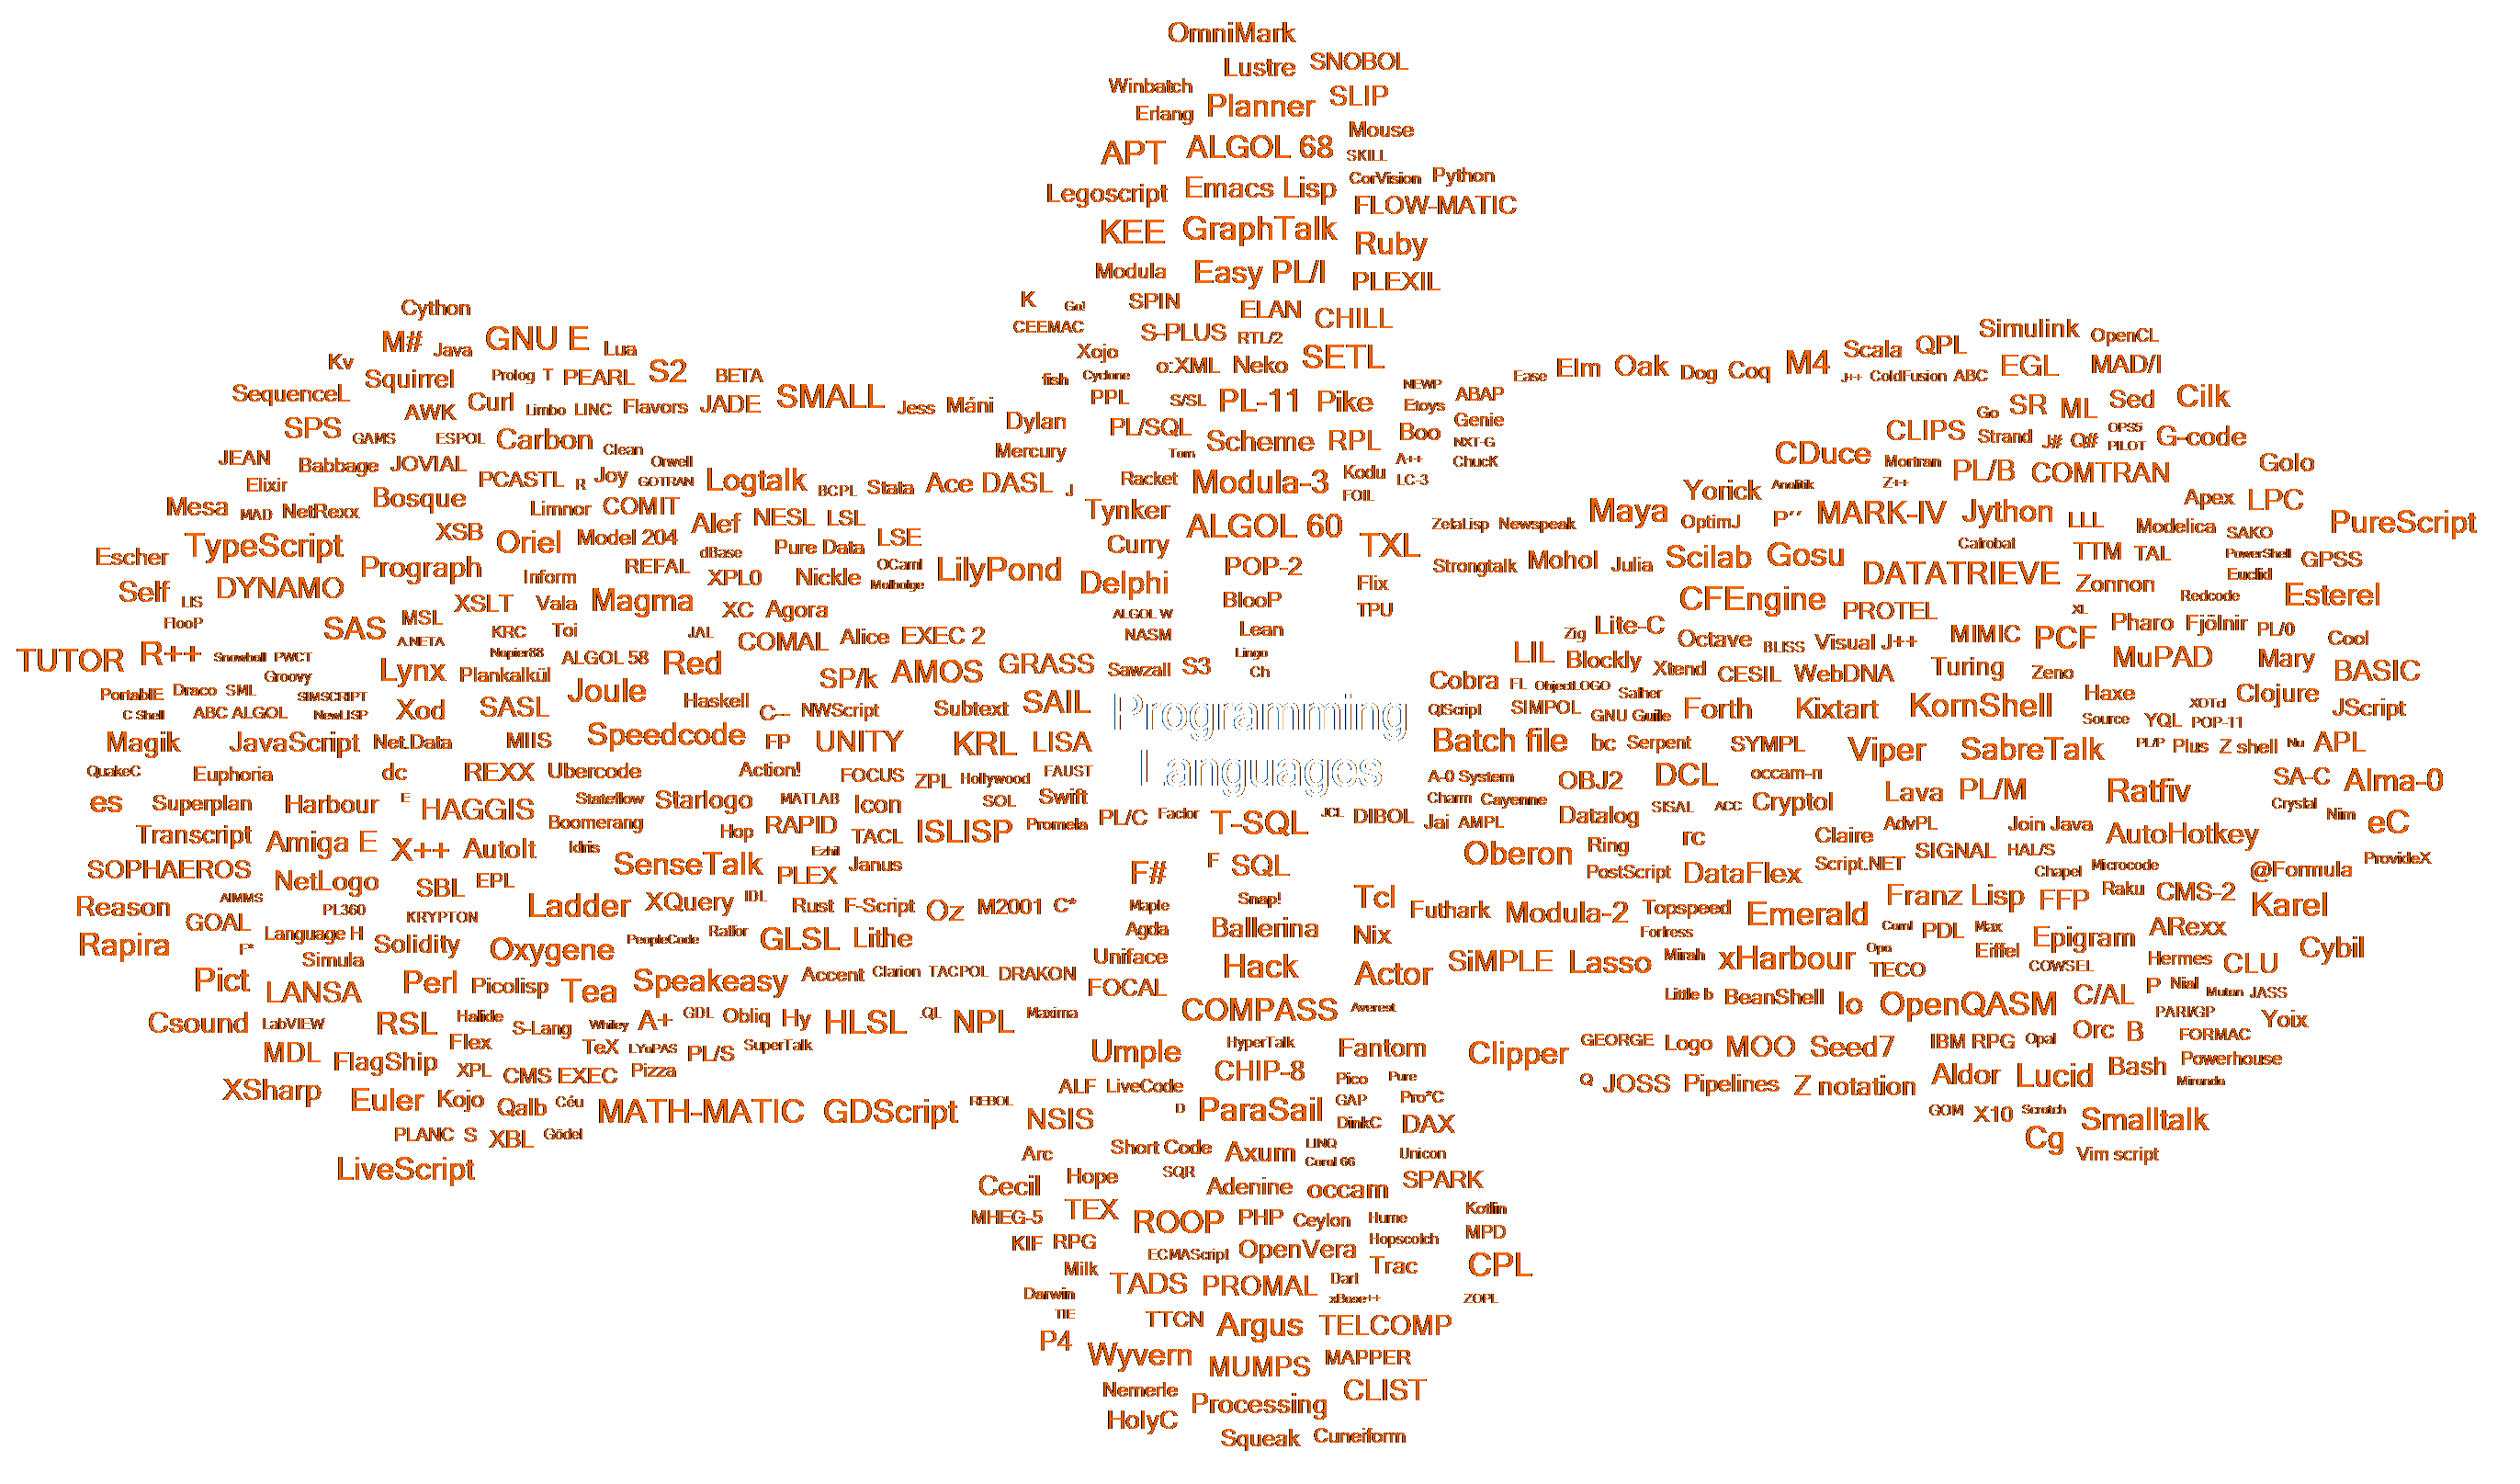 OmniMark
Lustre SNOBOL
Winbatch Planner SLIP
Erlang
APT ALGOL 68 Mouse
SKILL
Legoscript Emacs Lisp CorVision Python
FLOW-MATIC
KEE GraphTalk Ruby
Modula Easy PL/I PLEXIL
K Go! SPIN ELAN CHILL
CEEMAC S-PLUS RTL/2
Xojo o:XML Neko SETL
fish Cyclone
PPL S/SL PL-11 Pike NEWP Etoys ABAP
Dylan PL/SQL Scheme RPL Boo Genie
Mercury Tom NXT-G
Racket Modula-3 Kodu A++ ChucK
FOIL LC-3
Tynker ALGOL 60 TXL
Curry POP-2
Delphi BlooP Flix
ALGOL W TPU
NASM Lean
Sawzall S3 Lingo
Ch
Cython
M# Java GNU E Lua
Kv Squirrel Prolog T PEARL S2 BETA
SequenceL AWK Curl Limbo LINC Flavors JADE SMALL Jess Máni
SPS GAMS ESPOL Carbon Clean
JEAN Babbage JOVIAL PCASTL R Joy GOTRAN Orwell Logtalk BCPL Stata Ace DASL J
Elixir Bosque
Mesa MAD NetRexx Limnor COMIT Alef NESL LSL
XSB Oriel Model 204 dBase Pure Data LSE
Escher TypeScript Prograph Inform REFAL XPL0 Nickle OCaml Malbolge LilyPond
Self LIS DYNAMO XSLT Vala Magma XC Agora
FlooP SAS MSL KRC Toi JAL COMAL Alice EXEC 2
A.NETA
TUTOR R++ Snowball PWCT Groovy Lynx Napier88 Plankalkül ALGOL 58 Red SP/k AMOS GRASS
PortablE Draco SML SIMSCRIPT Joule Haskell
C Shell ABC ALGOL NewLISP Xod SASL C-- NWScript Subtext SAIL
Magik JavaScript Net.Data MIIS Speedcode FP UNITY KRL LISA
Programming
Languages
QuakeC Euphoria dc REXX Ubercode Action! FOCUS ZPL Hollywood FAUST
es Superplan Harbour E HAGGIS Stateflow Starlogo MATLAB Icon SOL Swift
Transcript Amiga E X++ AutoIt Boomerang Idris Hop RAPID TACL ISLISP Promela PL/C Factor T-SQL JCL DIBOL
SOPHAEROS NetLogo SBL EPL SenseTalk PLEX Ezhil Janus F# F SQL
Reason AIMMS GOAL PL360 KRYPTON Ladder XQuery IDL Rust F-Script Oz M2001 C* Maple Snap! Tcl
Rapira F* Language H Simula Solidity Oxygene PeopleCode Ratfor GLSL Lithe Agda Ballerina Nix
Uniface
Pict LANSA Perl Picolisp Tea Speakeasy Accent Clarion TACPOL DRAKON FOCAL Hack Actor
Csound LabVIEW RSL Halide S-Lang Whiley A+ GDL Obliq Hy HLSL .QL NPL Maxima COMPASS Averest
MDL FlagShip Flex TeX LYaPAS PL/S SuperTalk Umple HyperTalk Fantom
XPL CMS EXEC Pizza
XSharp Euler Kojo Qalb Céu MATH-MATIC GDScript REBOL ALF LiveCode CHIP-8 Pico Pure
PLANC S XBL Gödel NSIS D ParaSail GAP Pro*C
LiveScript DinkC DAX
Ease Elm Oak Dog Coq M4 Scala QPL Simulink OpenCL
J++ ColdFusion ABC EGL MAD/I
Go SR ML Sed Cilk
CLIPS Strand J# Q# OPS5 PILOT G-code
CDuce Mortran PL/B COMTRAN Golo
Yorick Analitik Z++ Apex LPC
ZetaLisp Newspeak Maya OptimJ P′′ MARK-IV Jython LLL Modelica SAKO PureScript
Strongtalk Mohol Julia Scilab Gosu Calrobat TTM TAL PowerShell GPSS
DATATRIEVE Zonnon Euclid
CFEngine PROTEL Redcode Esterel
Zig Lite-C Octave BLISS Visual J++ MIMIC XL PCF Pharo Fjölnir PL/0 Cool
LIL Blockly Xtend CESIL WebDNA Turing Zeno MuPAD Mary BASIC
Cobra FL ObjectLOGO Salher Haxe Clojure
QtScript SIMPOL GNU Guile Forth Kixtart KornShell Source YQL XOTcl POP-11 JScript
Batch file bc Serpent SYMPL Viper SabreTalk PL/P Plus Z shell Nu APL
A-0 System OBJ2 DCL occam-π SA-C Alma-0
Charm Cayenne Datalog SISAL ACC Cryptol Lava PL/M Ratfiv Crystal Nim
Jai AMPL Ring rc Claire AdvPL Join Java AutoHotkey eC
Oberon PostScript DataFlex Script.NET SIGNAL HAL/S Chapel Microcode @Formula ProvideX
Futhark Modula-2 Topspeed Emerald Franz Lisp FFP Raku CMS-2 Karel
Fortress Caml PDL Max ARexx
SiMPLE Lasso Mirah xHarbour Opa Eiffel Epigram Cybil
TECO COWSEL Hermes CLU
Little b BeanShell Io OpenQASM C/AL P Nial Mutan JASS
PARI/GP Yoix
Clipper GEORGE Logo MOO Seed7 IBM RPG Opal Orc B FORMAC
Q JOSS Pipelines Z notation Aldor Lucid Bash Powerhouse
Miranda
GOM X10 Scratch Smalltalk
Cg Vim script
Arc Short Code Axum LINQ Unicon
Coral 66
Cecil Hope SQR Adenine occam SPARK
MHEG-5 TEX ROOP PHP Ceylon Hume Kotlin
KIF RPG ECMAScript OpenVera Hopscotch MPD
Milk TADS PROMAL Dart Trac CPL
Darwin xBase++ ZOPL
TIE TTCN Argus TELCOMP
P4 Wyvern MUMPS MAPPER
Nemerle Processing CLIST
HolyC
Squeak Cuneiform